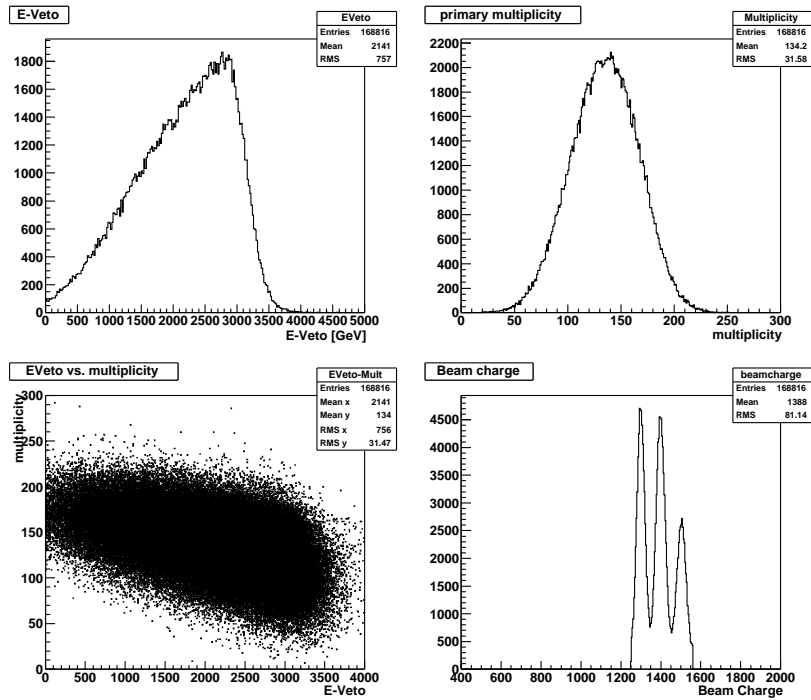 E-Veto
EVeto
Entries 168816
Mean 2141
RMS 757
1800
1600
1400
1200
1000
800
600
400
200
0
0 500 1000 1500 2000 2500 3000 3500 4000 4500 5000
E-Veto [GeV]
primary multiplicity
Multiplicity
Entries 168816
Mean 134.2
RMS 31.58
2200
2000
1800
1600
1400
1200
1000
800
600
400
200
0
0 50 100 150 200 250 300
multiplicity
EVeto vs. multiplicity
EVeto-Mult
Entries 168816
Mean x 2141
Mean y 134
RMS x 756
RMS y 31.47
multiplicity
300
250
200
150
100
50
0
0 500 1000 1500 2000 2500 3000 3500 4000
E-Veto
Beam charge
beamcharge
Entries 168816
Mean 1388
RMS 81.14
4500
4000
3500
3000
2500
2000
1500
1000
500
0
400 600 800 1000 1200 1400 1600 1800 2000
Beam Charge